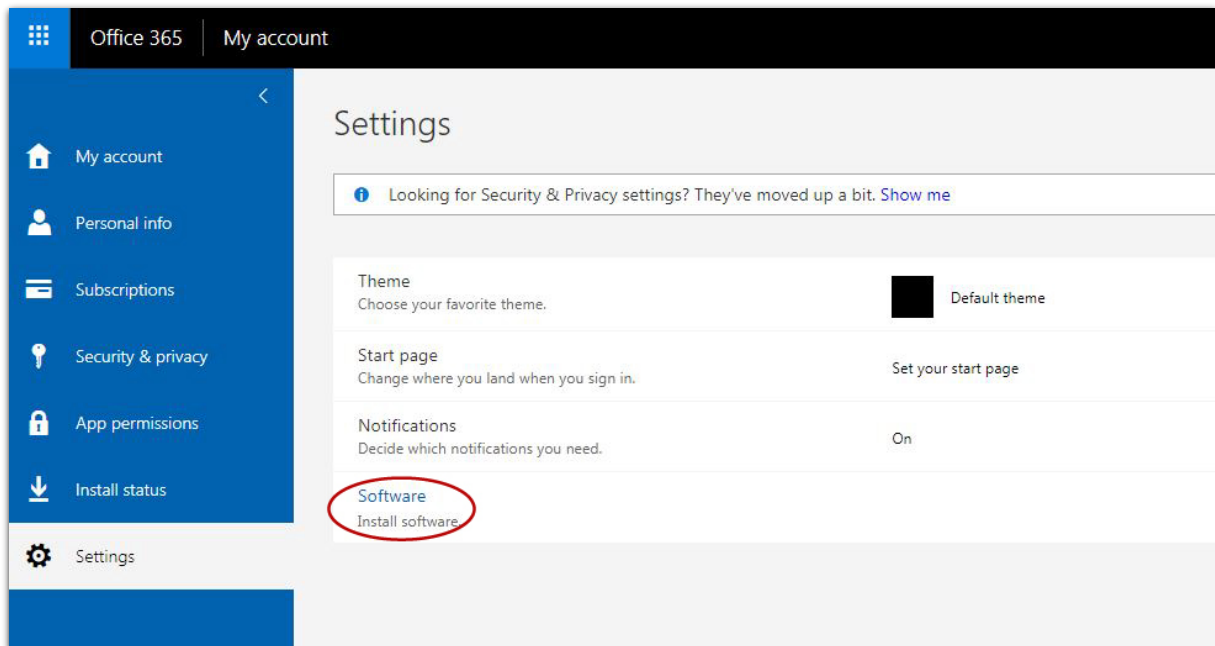 Office 365
My account
My account
Personal info
Subscriptions
Security & privacy
App permissions
Install status
Settings
Settings
Looking for Security & Privacy settings? They've moved up a bit. Show me
Theme
Choose your favorite theme.
Default theme
Start page
Change where you land when you sign in.
Set your start page
Notifications
Decide which notifications you need.
On
Software
Install software.